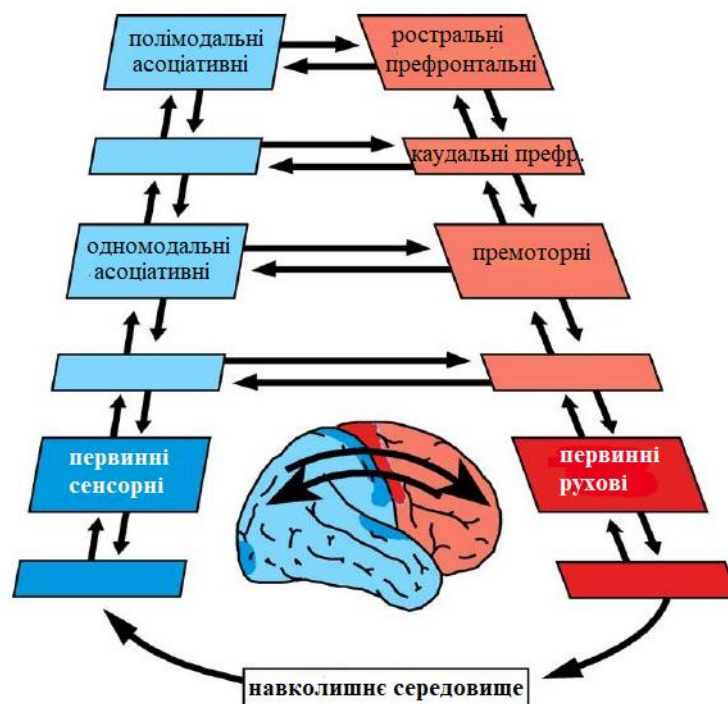 полімодальні
асоціативні
ростральні
префронтальні
каудальні префр.
одномодальні
асоціативні
премоторні
первинні
сенсорні
первинні
рухові
навколишнє середовище